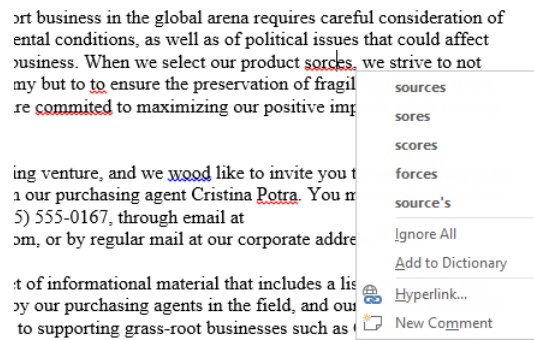 ort business in the global arena requires careful consideration of
ental conditions, as well as of political issues that could affect
business. When we select our product sorces, we strive to not
my but to to ensure the preservation of fragil
re commited to maximizing our positive imp
ing venture, and we wood like to invite you t
n our purchasing agent Cristina Potra. You m
5) 555-0167, through email at
om, or by regular mail at our corporate addre
et of informational material that includes a lis
by our purchasing agents in the field, and our
to supporting grass-root businesses such as
sources
sores
scores
forces
source's
Ignore All
Add to Dictionary
Hyperlink...
New Comment